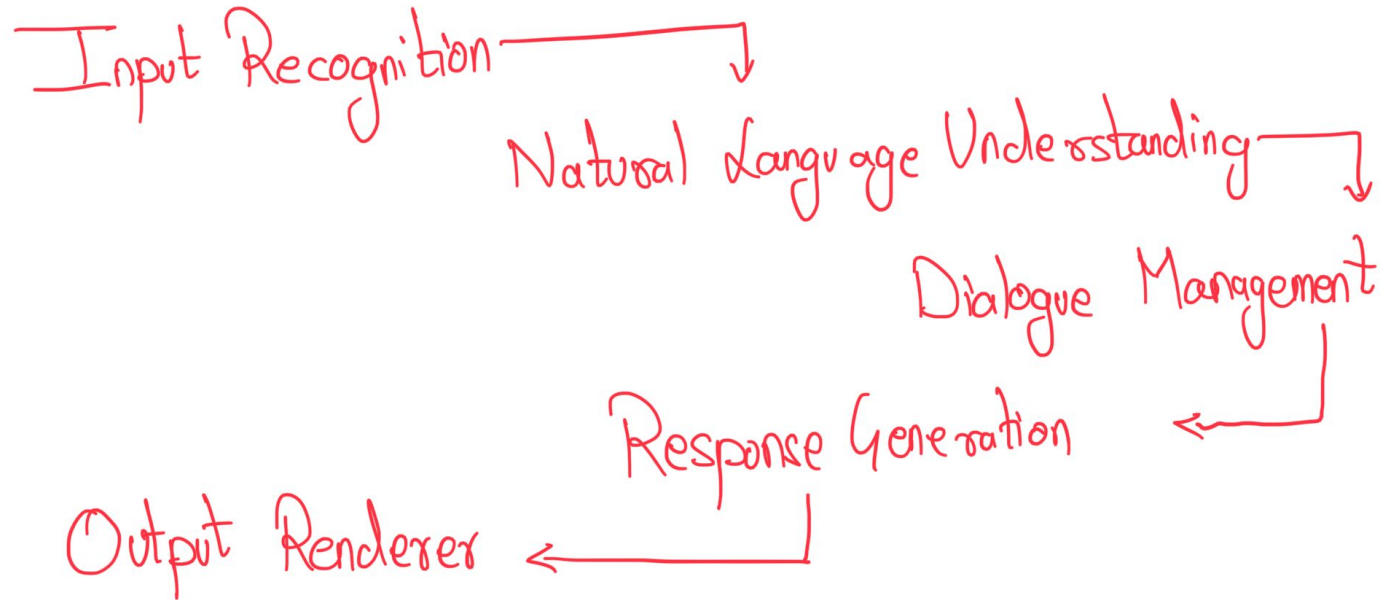 Input Recognition
Natural Language Understanding
Dialogue Management
Response Generation
Output Renderer